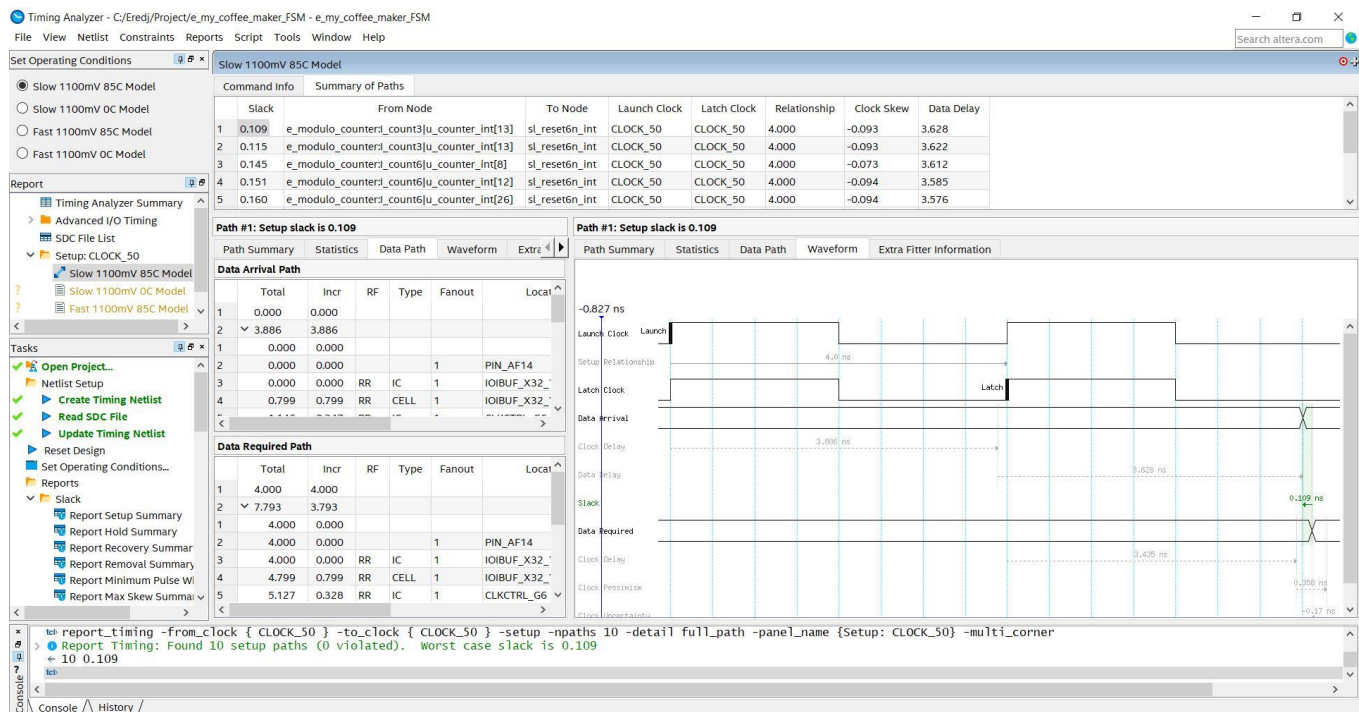 Timing Analyzer - C:/Eredj/Project/e_my_coffee_maker_FSM - e_my_coffee_maker_FSM
File View Netlist Constraints Reports Script Tools Window Help
Search altera.com
Set Operating Conditions
Slow 1100mV 85C Model
Slow 1100mV 0C Model
Fast 1100mV 85C Model
Fast 1100mV 0C Model
Report
Timing Analyzer Summary
Advanced I/O Timing
SDC File List
Setup: CLOCK_50
Slow 1100mV 85C Model
? Slow 1100mV 0C Model
? Fast 1100mV 85C Model
Tasks
Open Project...
Netlist Setup
Create Timing Netlist
Read SDC File
Update Timing Netlist
Reset Design
Set Operating Conditions...
Reports
Slack
Report Setup Summary
Report Hold Summary
Report Recovery Summar
Report Removal Summary
Report Minimum Pulse Wi
Report Max Skew Summa
Slow 1100mV 85C Model
Command Info Summary of Paths
Slack From Node To Node Launch Clock Latch Clock Relationship Clock Skew Data Delay
1 0.109 e_modulo_counter:I_count3|u_counter_int[13] sl_reset6n_int CLOCK_50 CLOCK_50 4.000 -0.093 3.628
2 0.115 e_modulo_counter:I_count6|u_counter_int[13] sl_reset6n_int CLOCK_50 CLOCK_50 4.000 -0.093 3.622
3 0.145 e_modulo_counter:I_count6|u_counter_int[8] sl_reset6n_int CLOCK_50 CLOCK_50 4.000 -0.073 3.612
4 0.151 e_modulo_counter:I_count6|u_counter_int[12] sl_reset6n_int CLOCK_50 CLOCK_50 4.000 -0.094 3.585
5 0.160 e_modulo_counter:I_count6|u_counter_int[26] sl_reset6n_int CLOCK_50 CLOCK_50 4.000 -0.094 3.576
Path #1: Setup slack is 0.109
Path Summary Statistics Data Path Waveform Extra
Data Arrival Path
Total Incr RF Type Fanout Locat
1 0.000 0.000
2 3.886 3.886
1 0.000 0.000
2 0.000 0.000 1 PIN_AF14
3 0.000 0.000 RR IC 1 IOIBUF_X32_
4 0.799 0.799 RR CELL 1 IOIBUF_X32_
Data Required Path
Total Incr RF Type Fanout Locat
1 4.000 4.000
2 7.793 3.793
1 4.000 0.000
2 4.000 0.000 1 PIN_AF14
3 4.000 0.000 RR IC 1 IOIBUF_X32_
4 4.799 0.799 RR CELL 1 IOIBUF_X32_
5 5.127 0.328 RR IC 1 CLKCTRL_G6
Path #1: Setup slack is 0.109
Path Summary Statistics Data Path Waveform Extra Fitter Information
-0.827 ns
Launch Clock Launch
Setup Relationship 4.0 ns
Latch Clock Latch
Data Arrival
Clock Delay 3.886 ns
Data Delay 3.628 ns
Slack 0.109 ns
Data Required
Clock Delay 3.435 ns
Clock Pessimism 0.358 ns
Clock Uncertainty -0.17 ns
Console
tcl> report_timing -from_clock { CLOCK_50 } -to_clock { CLOCK_50 } -setup -npaths 10 -detail full_path -panel_name {Setup: CLOCK_50} -multi_corner
Report Timing: Found 10 setup paths (0 violated). Worst case slack is 0.109
10 0.109
tcl>
Console History